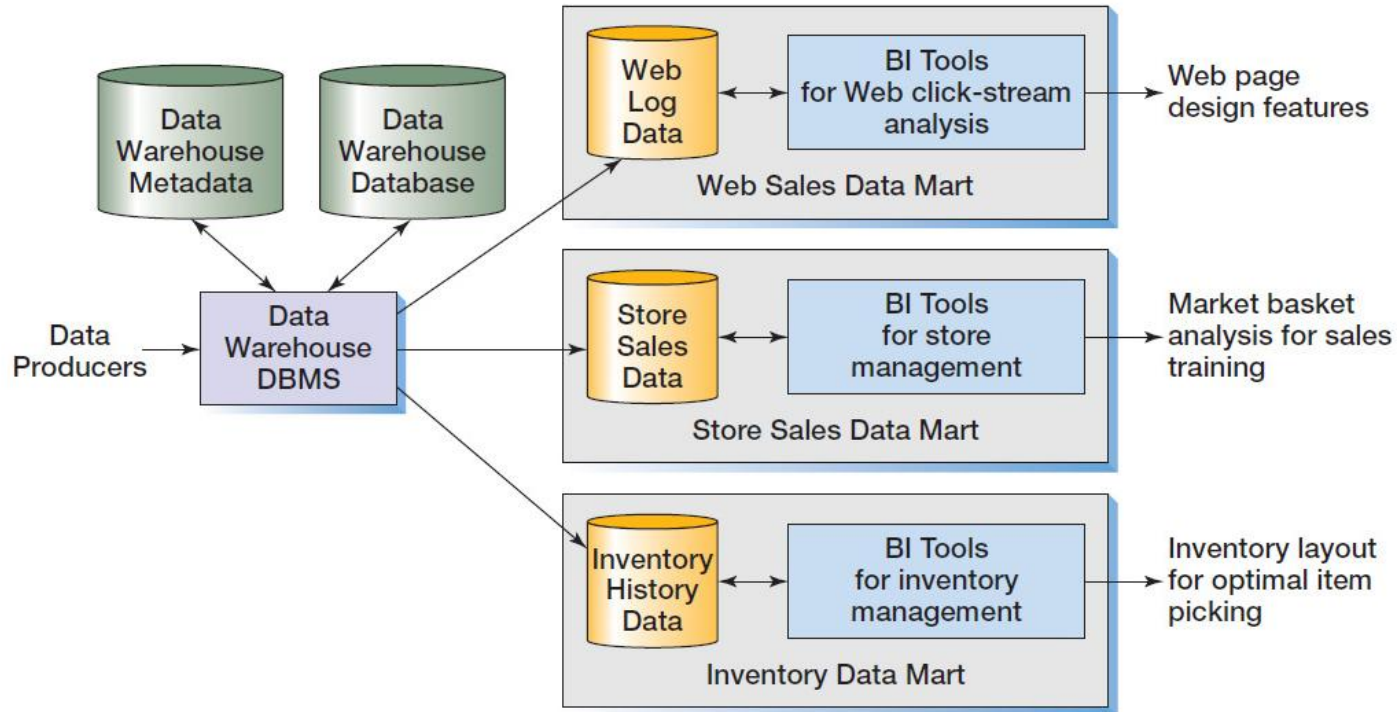 Data
Warehouse
Metadata
Data
Warehouse
Database
Data
Producers
Data
Warehouse
DBMS
Web
Log
Data
BI Tools
for Web click-stream
analysis
Web Sales Data Mart
Web page
design features
Store
Sales
Data
BI Tools
for store
management
Store Sales Data Mart
Market basket
analysis for sales
training
Inventory
History
Data
BI Tools
for inventory
management
Inventory Data Mart
Inventory layout
for optimal item
picking